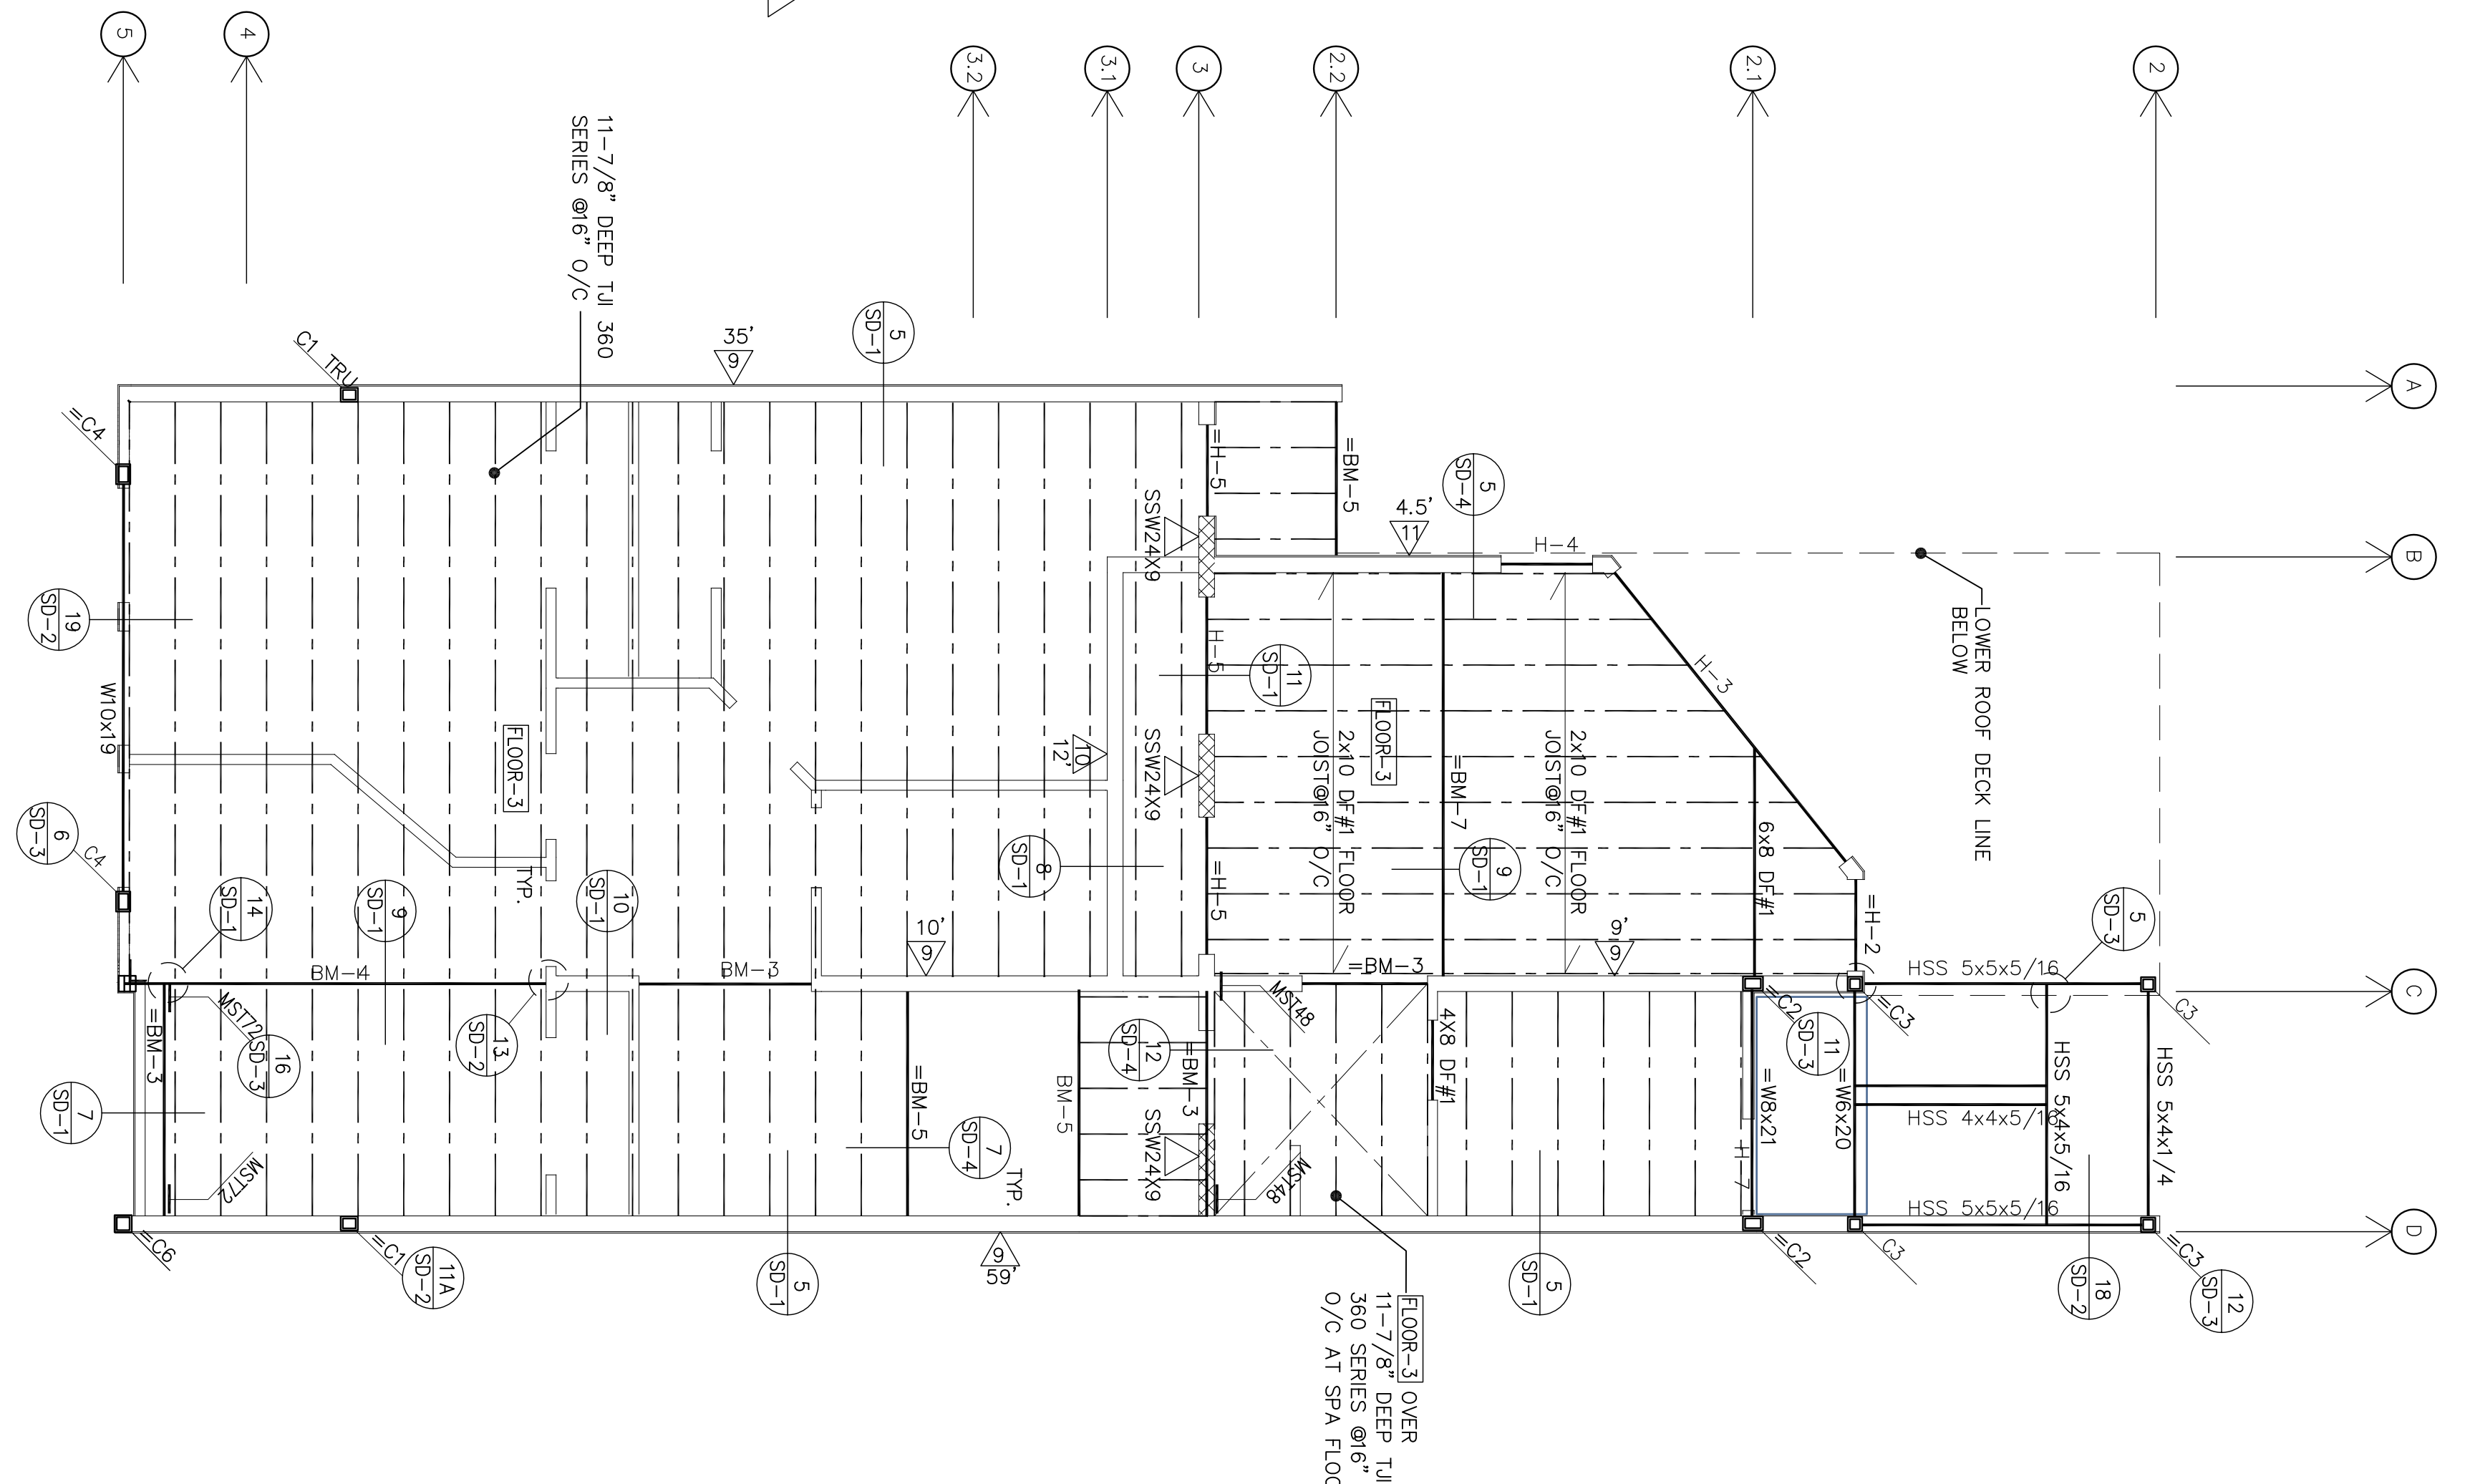 5
4
3.2
3.1
3
2.2
2.1
2
A
B
C
D
11-7/8" DEEP TJI 360
SERIES @16" O/C
C1 TRU
=C4
35'
9
5
SD-1
=H-5
=BM-5
SSW24X9
4.5'
11
5
SD-4
H-4
LOWER ROOF DECK LINE
BELOW
H-3
H-5
11
SD-1
FLOOR-3
2x10 DF#1 FLOOR
JOIST@16" O/C
2x10 DF#1 FLOOR
JOIST@16" O/C
=BM-7
6x8 DF#1
19
SD-2
W10x19
FLOOR-3
TYP.
10
12'
SSW24X9
8
SD-1
=H-5
9
SD-1
9'
9
=H-2
5
SD-3
6
SD-3
C4
14
SD-1
9
SD-1
10
SD-1
10'
9
BM-4
BM-3
=BM-3
HSS 5x5x5/16
C3
MST72
16
SD-3
=BM-3
13
SD-2
=BM-5
BM-5
12
SD-4
=BM-3
MST48
4X8 DF#1
=C2
11
SD-3
=C3
=W8x21
=W6x20
HSS 4x4x5/16
HSS 5x4x5/16
HSS 5x4x1/4
7
SD-1
MST72
7
SD-4
TYP.
SSW24X9
MST48
H-7
HSS 5x5x5/16
=C6
=C1
11A
SD-2
5
SD-1
9
59'
5
SD-1
=C2
C3
18
SD-2
=C3
12
SD-3
FLOOR-3 OVER
11-7/8" DEEP TJI
360 SERIES @16"
O/C AT SPA